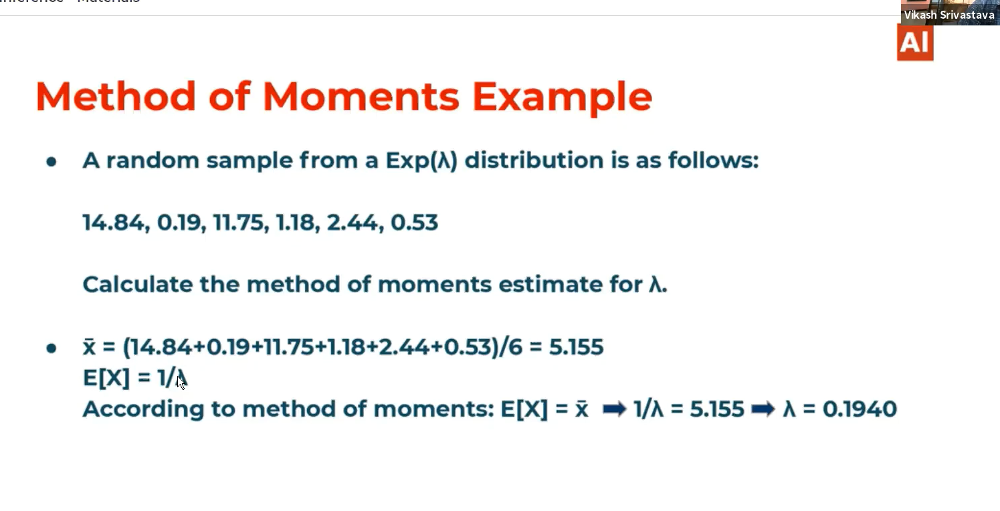 Materials
Vikash Srivastava
AI
Method of Moments Example
• A random sample from a Exp(λ) distribution is as follows:
14.84, 0.19, 11.75, 1.18, 2.44, 0.53
Calculate the method of moments estimate for λ.
• x̄ = (14.84+0.19+11.75+1.18+2.44+0.53)/6 = 5.155
E[X] = 1/λ
According to method of moments: E[X] = x̄ ➡ 1/λ = 5.155 ➡ λ = 0.1940